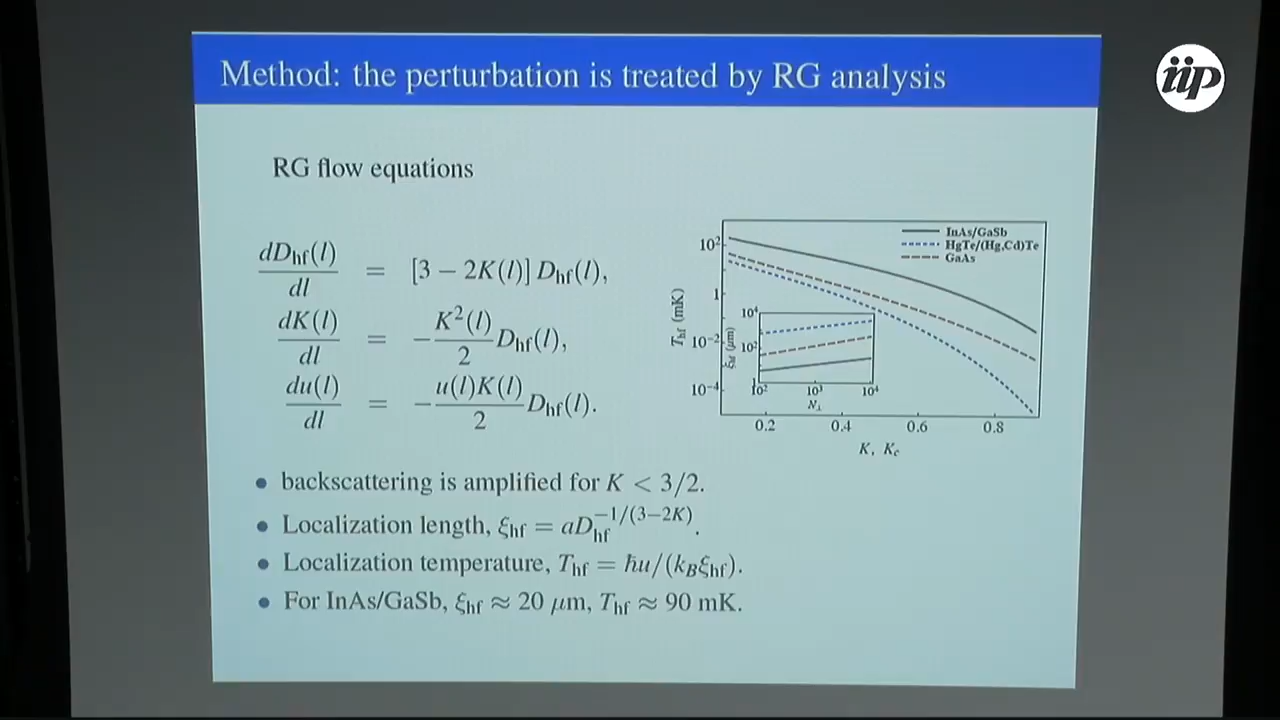 Method: the perturbation is treated by RG analysis
iip
RG flow equations
dD_hf(l)/dl = [3 − 2K(l)] D_hf(l),
dK(l)/dl = −K²(l)/2 D_hf(l),
du(l)/dl = −u(l)K(l)/2 D_hf(l).
InAs/GaSb
HgTe/(Hg,Cd)Te
GaAs
T_hf (mK)
10²
1
10⁻²
10⁻⁴
ξ_hf (μm)
10⁴
10²
1
10² 10³ 10⁴
N⊥
0.2 0.4 0.6 0.8
K, K_c
• backscattering is amplified for K < 3/2.
• Localization length, ξ_hf = aD_hf^{−1/(3−2K)}.
• Localization temperature, T_hf = ħu/(k_Bξ_hf).
• For InAs/GaSb, ξ_hf ≈ 20 μm, T_hf ≈ 90 mK.